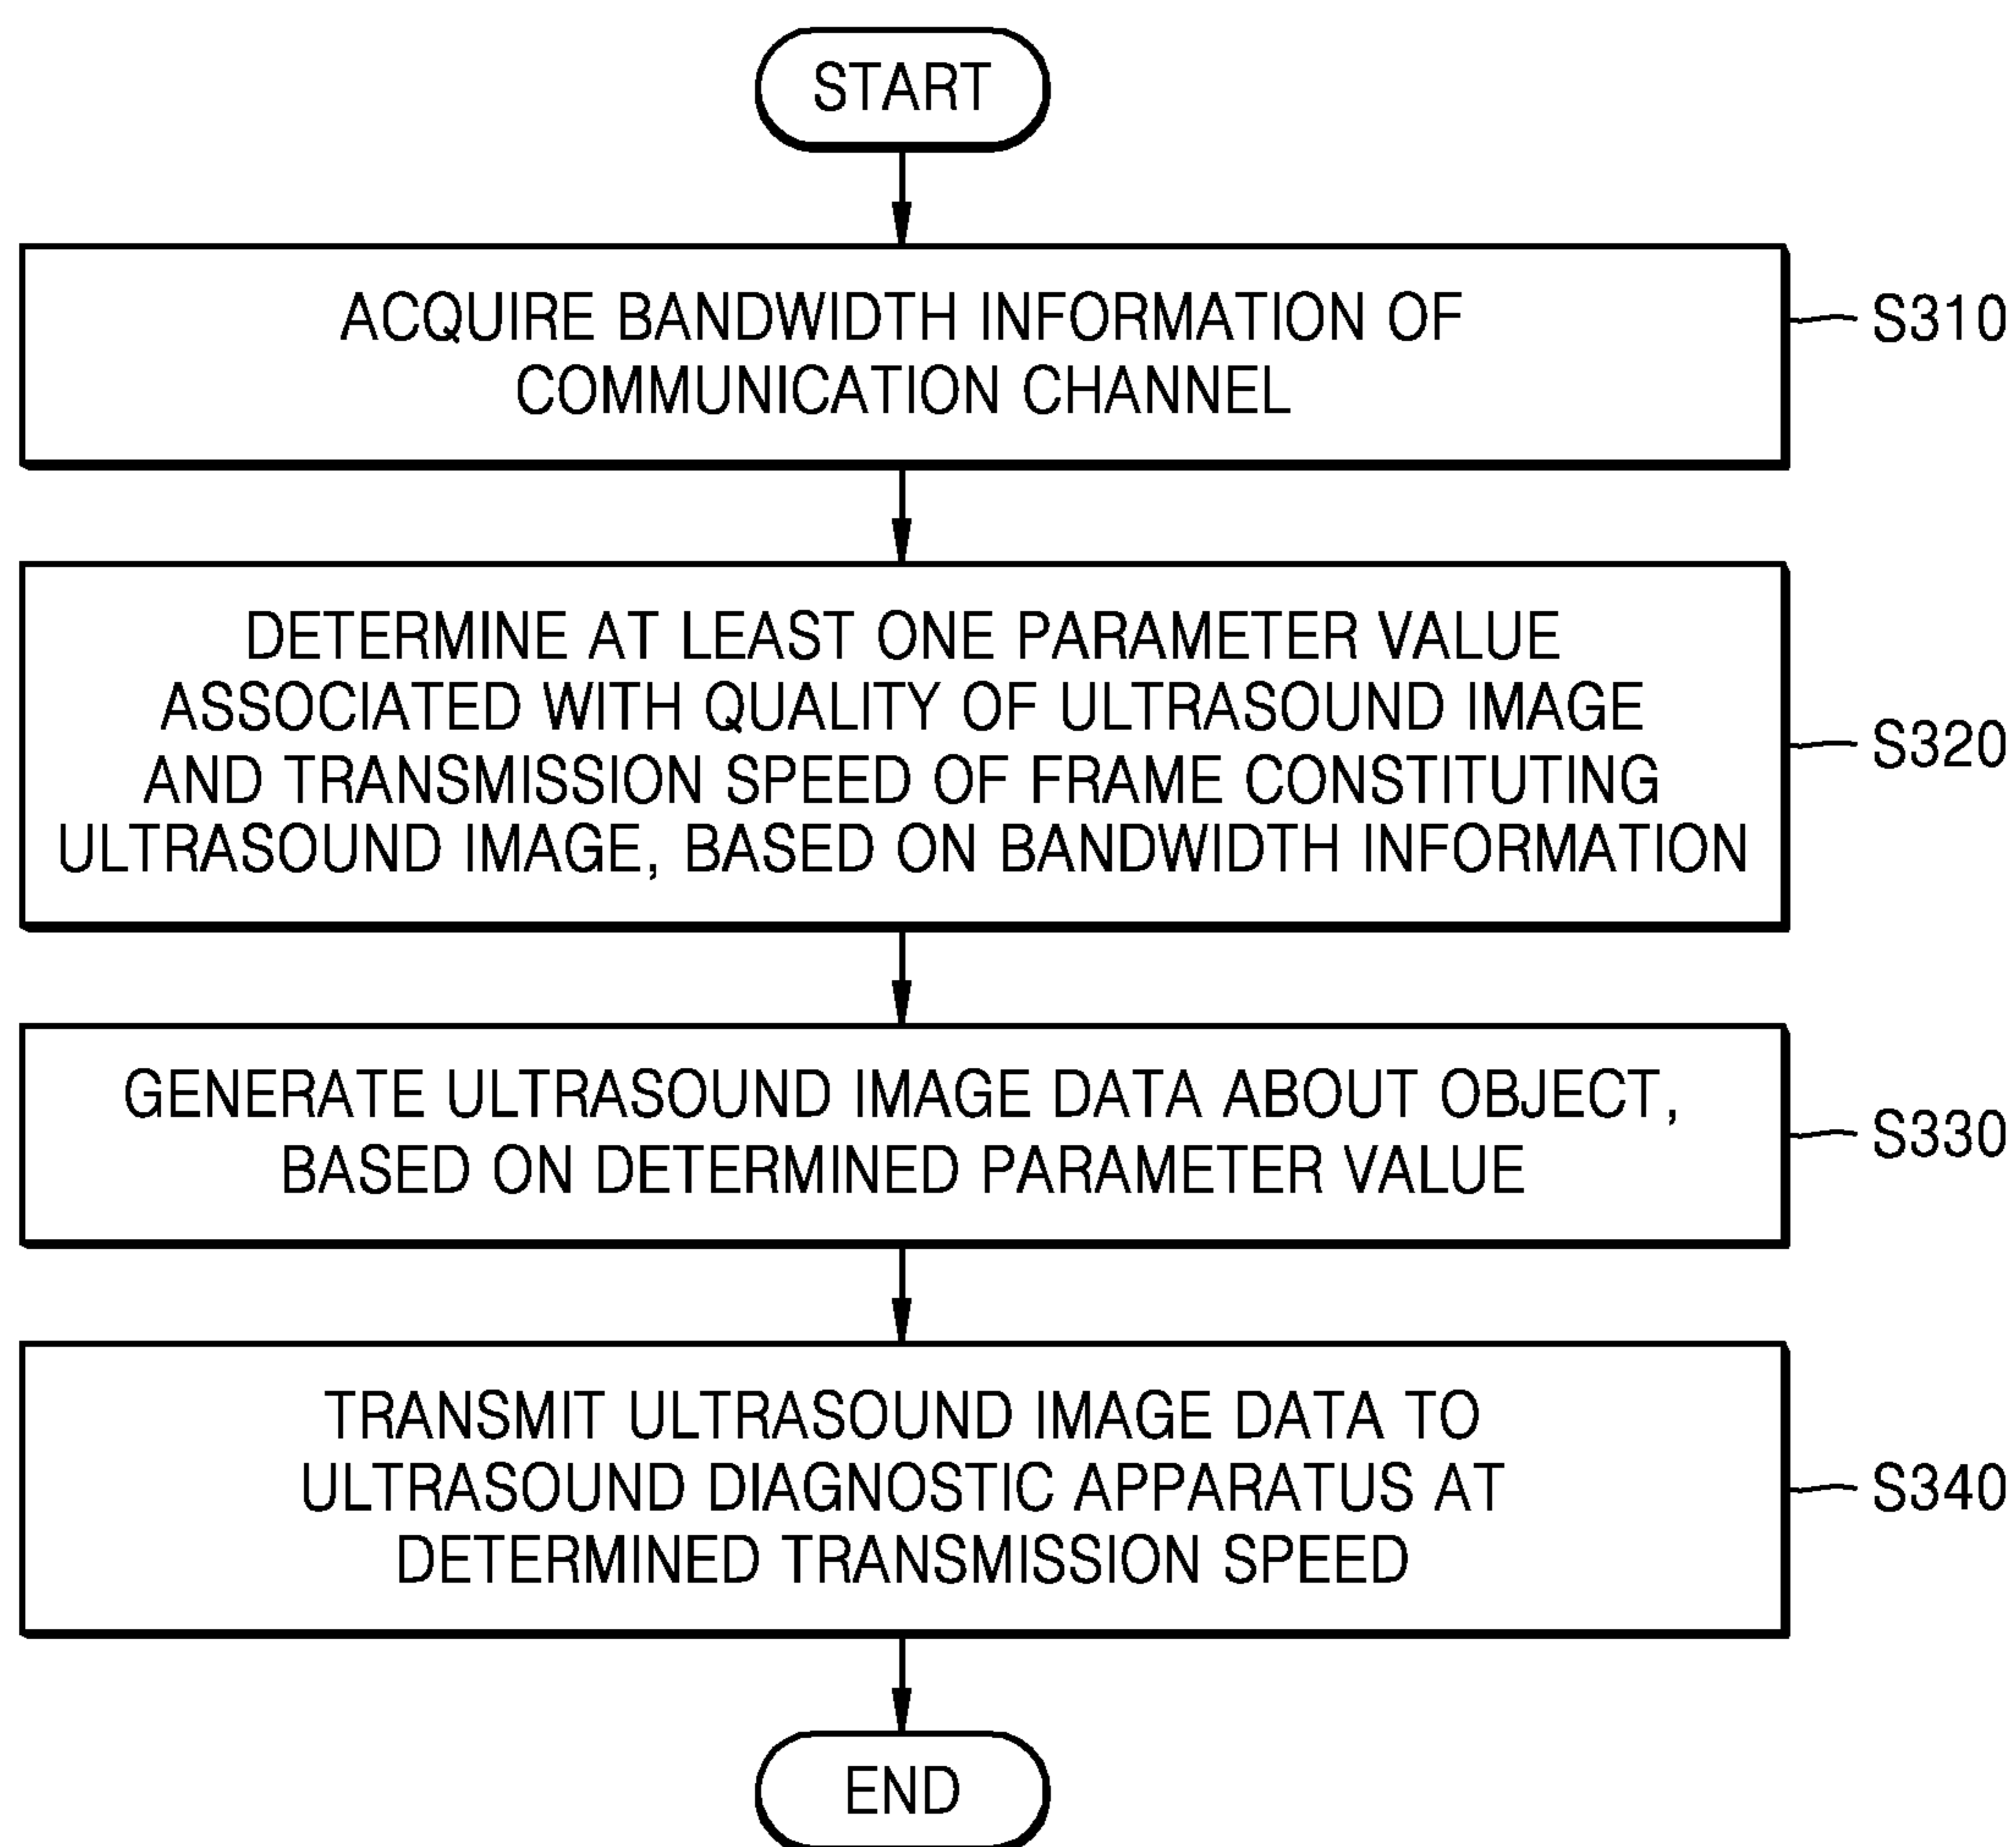 START
ACQUIRE BANDWIDTH INFORMATION OF
COMMUNICATION CHANNEL
S310
DETERMINE AT LEAST ONE PARAMETER VALUE
ASSOCIATED WITH QUALITY OF ULTRASOUND IMAGE
AND TRANSMISSION SPEED OF FRAME CONSTITUTING
ULTRASOUND IMAGE, BASED ON BANDWIDTH INFORMATION
S320
GENERATE ULTRASOUND IMAGE DATA ABOUT OBJECT,
BASED ON DETERMINED PARAMETER VALUE
S330
TRANSMIT ULTRASOUND IMAGE DATA TO
ULTRASOUND DIAGNOSTIC APPARATUS AT
DETERMINED TRANSMISSION SPEED
S340
END